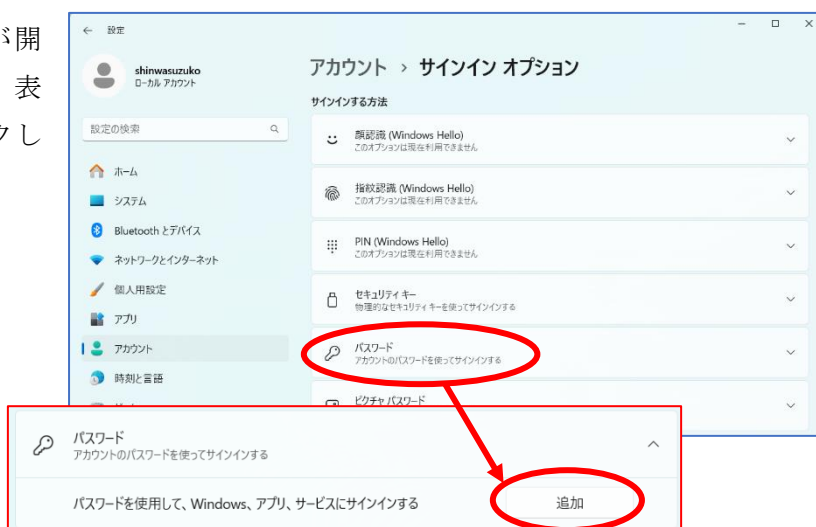 が開
表
クし
設定
shinwasuzuko
ローカル アカウント
設定の検索
ホーム
システム
Bluetooth とデバイス
ネットワークとインターネット
個人用設定
アプリ
アカウント
時刻と言語
アカウント › サインイン オプション
サインインする方法
顔認識 (Windows Hello)
このオプションは現在利用できません
指紋認識 (Windows Hello)
このオプションは現在利用できません
PIN (Windows Hello)
このオプションは現在利用できません
セキュリティ キー
物理的なセキュリティ キーを使ってサインインする
パスワード
アカウントのパスワードを使ってサインインする
ピクチャ パスワード
パスワード
アカウントのパスワードを使ってサインインする
パスワードを使用して、Windows、アプリ、サービスにサインインする
追加